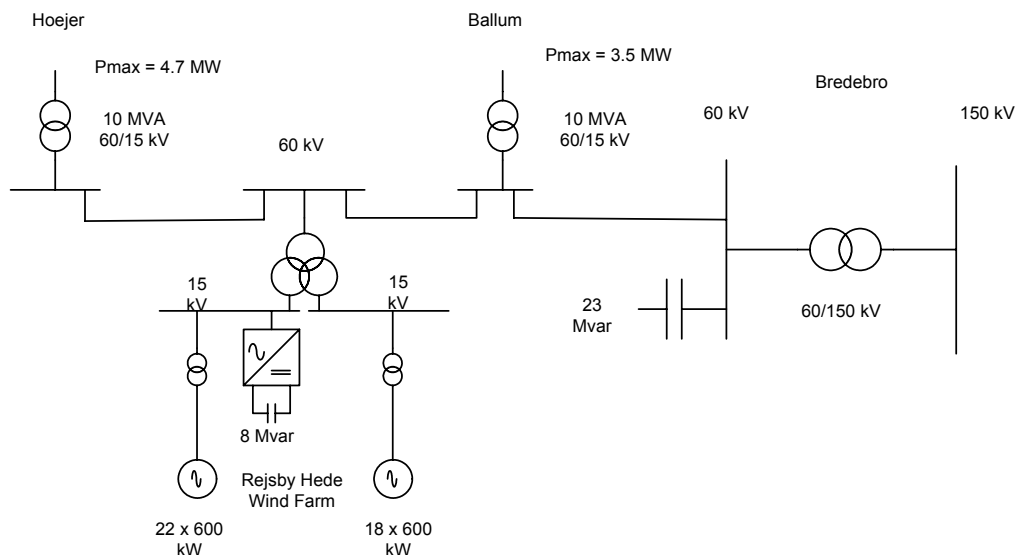 Hoejer
Ballum
Pmax = 4.7 MW
Pmax = 3.5 MW
Bredebro
10 MVA
60/15 kV
60 kV
10 MVA
60/15 kV
60 kV
150 kV
15
kV
15
kV
23
Mvar
60/150 kV
8 Mvar
Rejsby Hede
Wind Farm
22 x 600
kW
18 x 600
kW